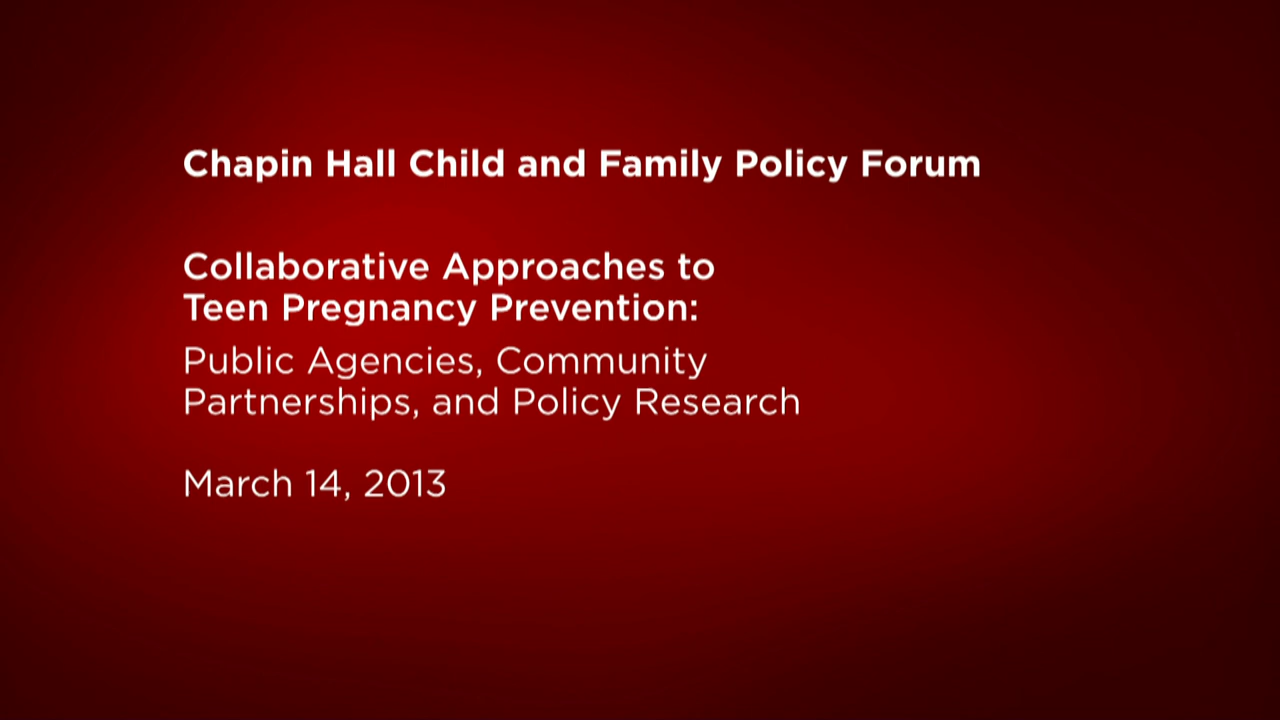 Chapin Hall Child and Family Policy Forum
Collaborative Approaches to
Teen Pregnancy Prevention:
Public Agencies, Community
Partnerships, and Policy Research
March 14, 2013